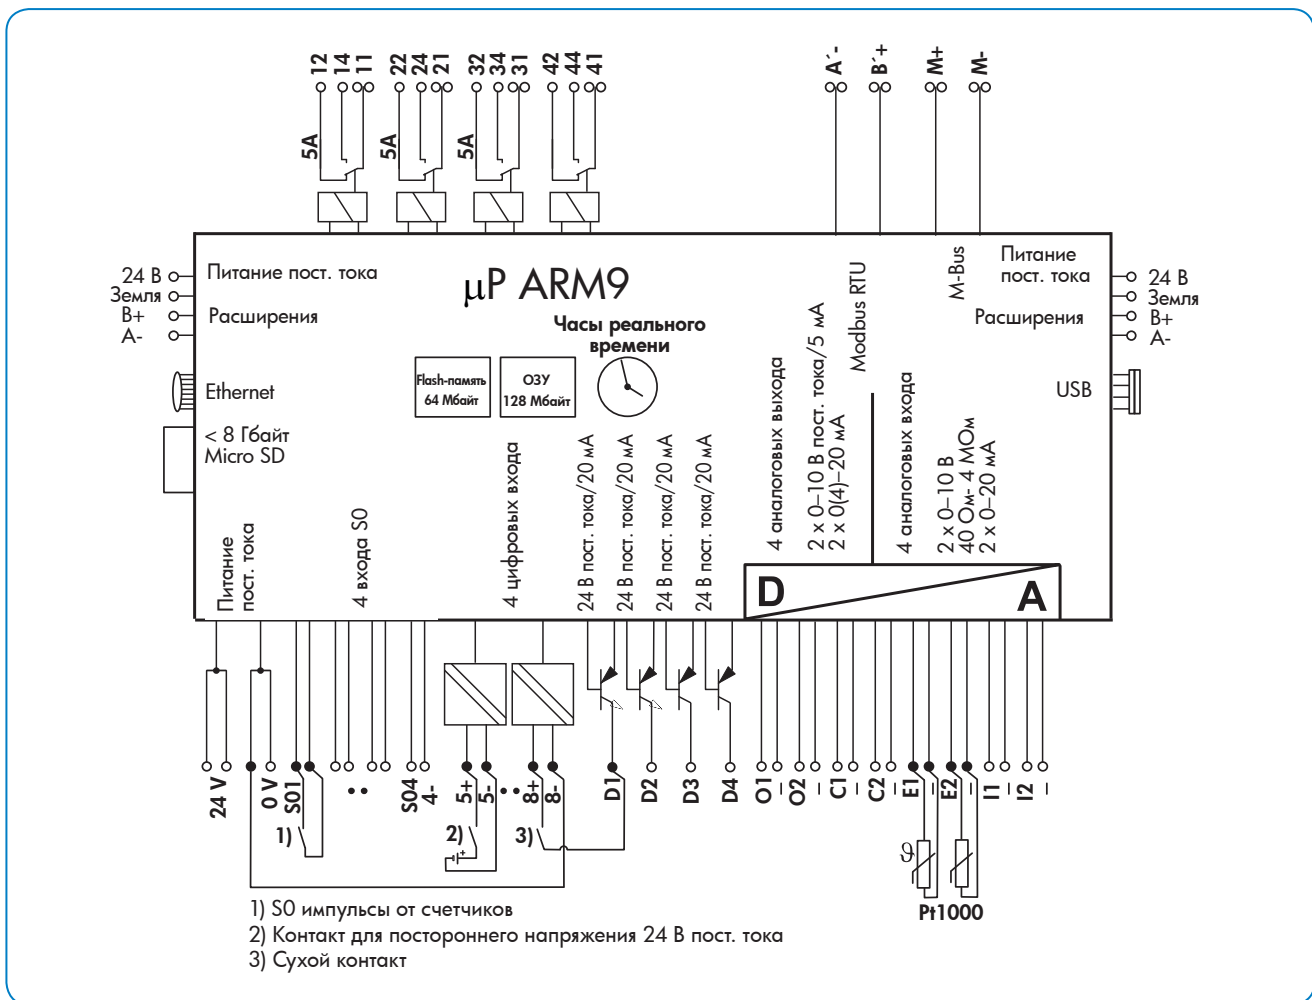 12 14 11 22 24 21 32 34 31 42 44 41
A´- B´+ M+ M-
5A 5A 5A
24 В
Земля
B+
A-
Питание пост. тока
Расширения
Ethernet
< 8 Гбайт
Micro SD
µP ARM9
Часы реального
времени
Flash-память
64 Мбайт
ОЗУ
128 Мбайт
Modbus RTU
M-Bus
Питание
пост. тока
Расширения
USB
24 В
Земля
B+
A-
Питание
пост. тока
4 входа S0
4 цифровых входа
24 В пост. тока/20 мА
24 В пост. тока/20 мА
24 В пост. тока/20 мА
24 В пост. тока/20 мА
4 аналоговых выхода
2 x 0–10 В пост. тока/5 мА
2 x 0(4)–20 мА
4 аналоговых входа
2 x 0–10 В
40 Ом- 4 МОм
2 x 0–20 мА
D A
24 V 0 V S01 S04 4- 5+ 5- 8+ 8- D1 D2 D3 D4 O1 – O2 – C1 – C2 – E1 – E2 – I1 – I2 –
1) 2) + 3)
ϑ
Pt1000
1) S0 импульсы от счетчиков
2) Контакт для постороннего напряжения 24 В пост. тока
3) Сухой контакт